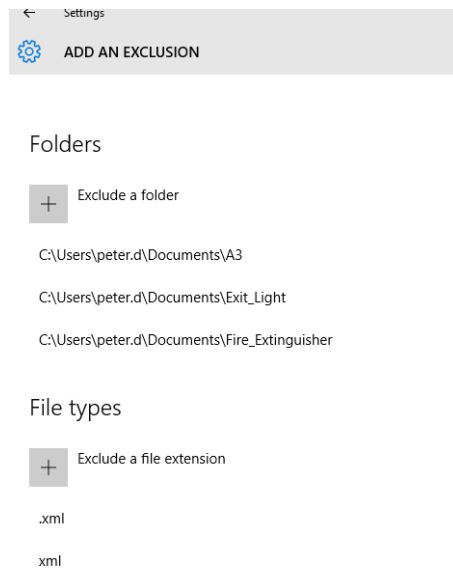 Settings
ADD AN EXCLUSION
Folders
Exclude a folder
C:\Users\peter.d\Documents\A3
C:\Users\peter.d\Documents\Exit_Light
C:\Users\peter.d\Documents\Fire_Extinguisher
File types
Exclude a file extension
.xml
xml